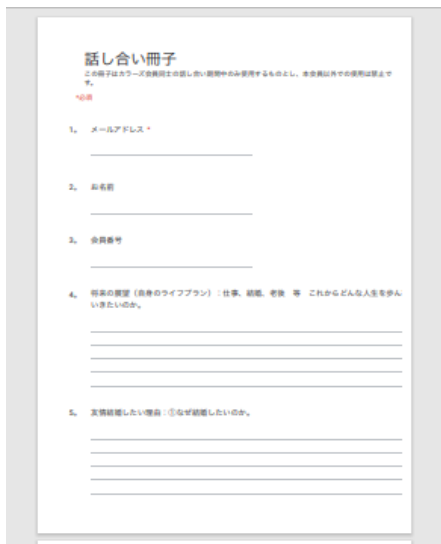 話し合い冊子
この冊子はカラーズ会員同士の話し合い期間中のみ使用するものとし、本会員以外での使用は禁止で
す。
*必須
1。 メールアドレス *
2。 お名前
3。 会員番号
4。 将来の展望（自身のライフプラン）：仕事、結婚、老後 等 これからどんな人生を歩ん
いきたいのか。
5。 友情結婚したい理由：①なぜ結婚したいのか。